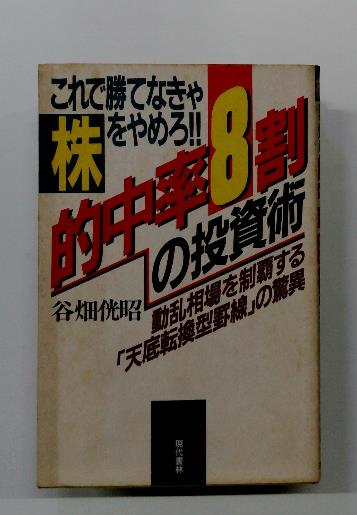 これで勝てなきゃ
株をやめろ!!
的中率8割
の投資術
動乱相場を制覇する
「天底転換型罫線」の驚異
谷畑侊昭
現代書林